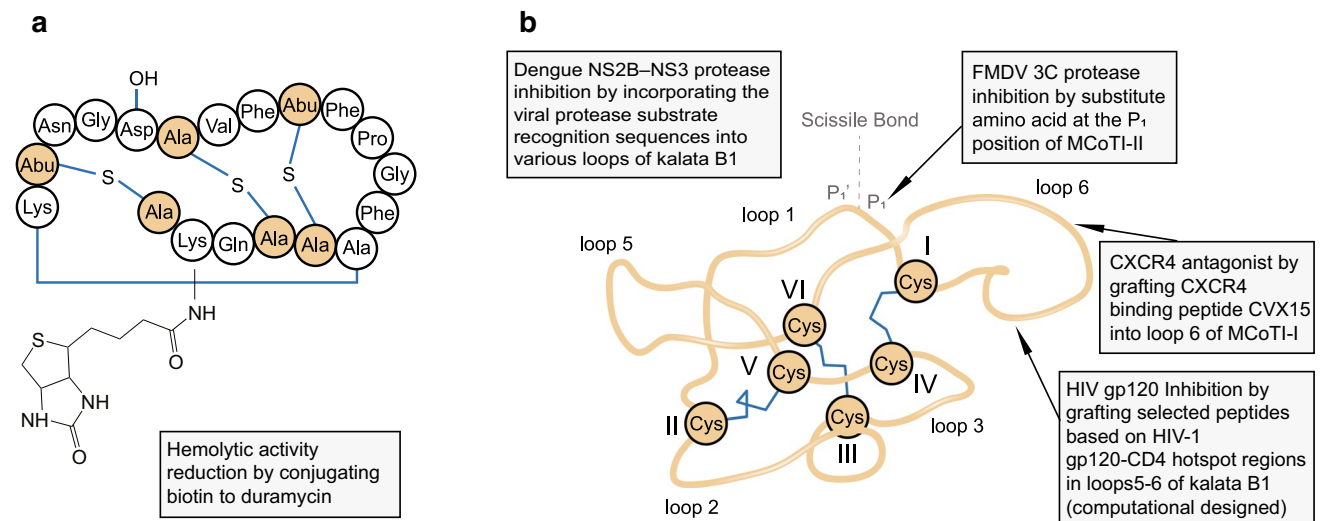 a
OH
Asn
Gly
Asp
Ala
Val
Phe
Abu
Phe
Pro
Gly
Phe
Ala
Ala
Ala
Gln
Lys
Ala
Abu
Lys
S
S
S
NH
O
S
NH
NH
O
Hemolytic activity
reduction by conjugating
biotin to duramycin
b
Dengue NS2B–NS3 protease
inhibition by incorporating the
viral protease substrate
recognition sequences into
various loops of kalata B1
FMDV 3C protease
inhibition by substitute
amino acid at the P₁
position of MCoTI-II
Scissile Bond
P₁'
P₁
loop 1
loop 6
loop 5
I
Cys
VI
Cys
V
Cys
Cys
IV
II
Cys
Cys
III
loop 3
loop 2
CXCR4 antagonist by
grafting CXCR4
binding peptide CVX15
into loop 6 of MCoTI-I
HIV gp120 Inhibition by
grafting selected peptides
based on HIV-1
gp120-CD4 hotspot regions
in loops5-6 of kalata B1
(computational designed)